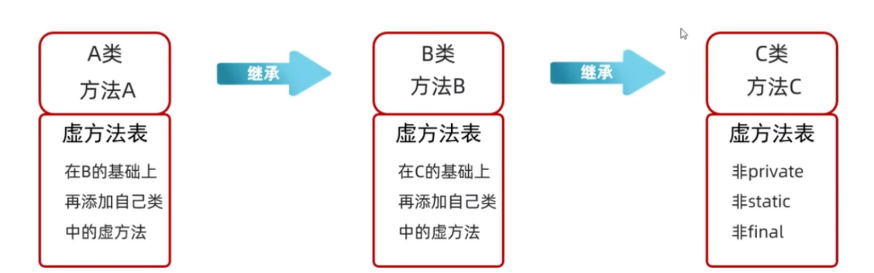 A类
方法A
虚方法表
在B的基础上
再添加自己类
中的虚方法
继承
B类
方法B
虚方法表
在C的基础上
再添加自己类
中的虚方法
继承
C类
方法C
虚方法表
非private
非static
非final